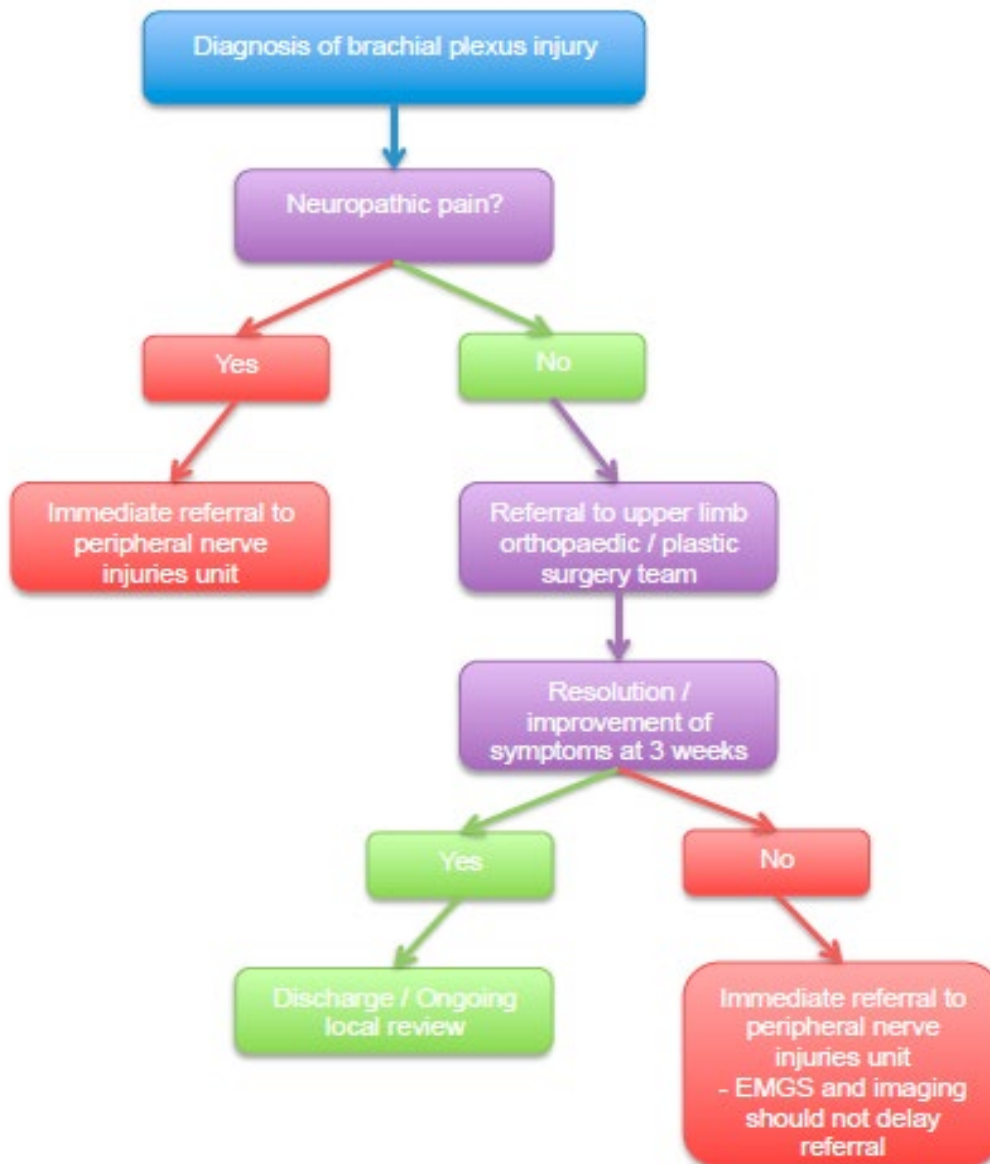 Diagnosis of brachial plexus injury
Neuropathic pain?
Yes
No
Immediate referral to
peripheral nerve
injuries unit
Referral to upper limb
orthopaedic / plastic
surgery team
Resolution /
improvement of
symptoms at 3 weeks
Yes
No
Discharge / Ongoing
local review
Immediate referral to
peripheral nerve
injuries unit
- EMGS and imaging
should not delay
referral